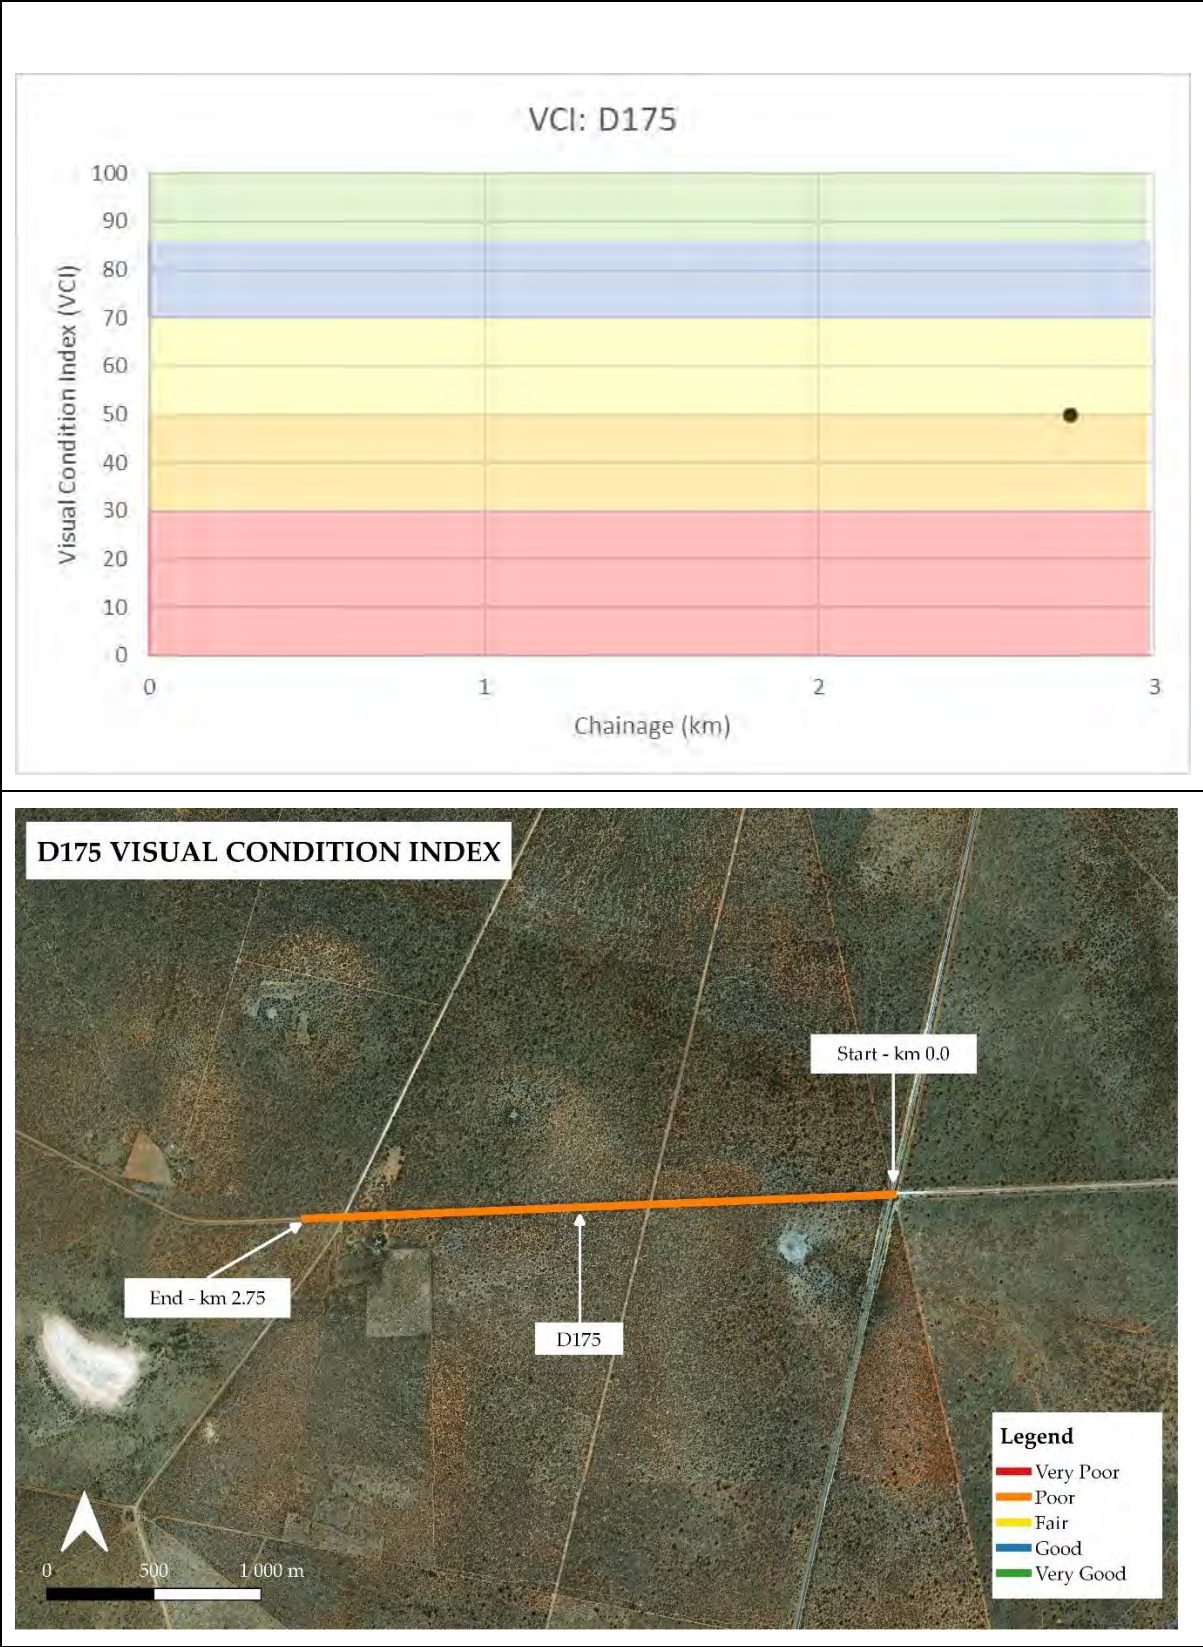 VCI: D175
100
90
80
70
60
50
40
30
20
10
0
Visual Condition Index (VCI)
0 1 2 3
Chainage (km)
D175 VISUAL CONDITION INDEX
Start - km 0.0
End - km 2.75
D175
Legend
Very Poor
Poor
Fair
Good
Very Good
0 500 1 000 m